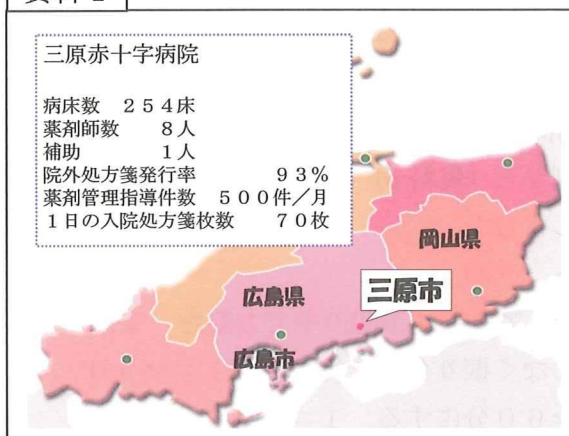 三原赤十字病院
病床数 254床
薬剤師数 8人
補助 1人
院外処方箋発行率 93%
薬剤管理指導件数 500件/月
1日の入院処方箋枚数 70枚
岡山県
三原市
広島県
広島市